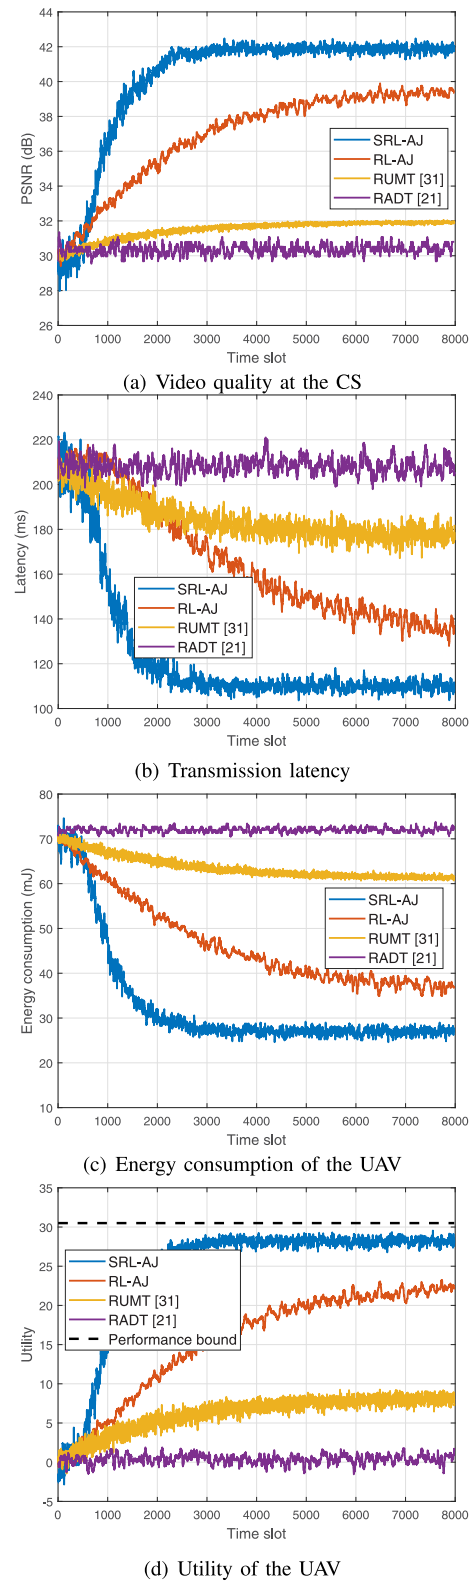 44
42
40
38
36
34
32
30
28
26
PSNR (dB)
SRL-AJ
RL-AJ
RUMT [31]
RADT [21]
0 1000 2000 3000 4000 5000 6000 7000 8000
Time slot
(a) Video quality at the CS
240
220
200
180
160
140
120
100
Latency (ms)
SRL-AJ
RL-AJ
RUMT [31]
RADT [21]
0 1000 2000 3000 4000 5000 6000 7000 8000
Time slot
(b) Transmission latency
80
70
60
50
40
30
20
10
Energy consumption (mJ)
SRL-AJ
RL-AJ
RUMT [31]
RADT [21]
0 1000 2000 3000 4000 5000 6000 7000 8000
Time slot
(c) Energy consumption of the UAV
35
30
25
20
15
10
5
0
-5
Utility
SRL-AJ
RL-AJ
RUMT [31]
RADT [21]
Performance bound
0 1000 2000 3000 4000 5000 6000 7000 8000
Time slot
(d) Utility of the UAV